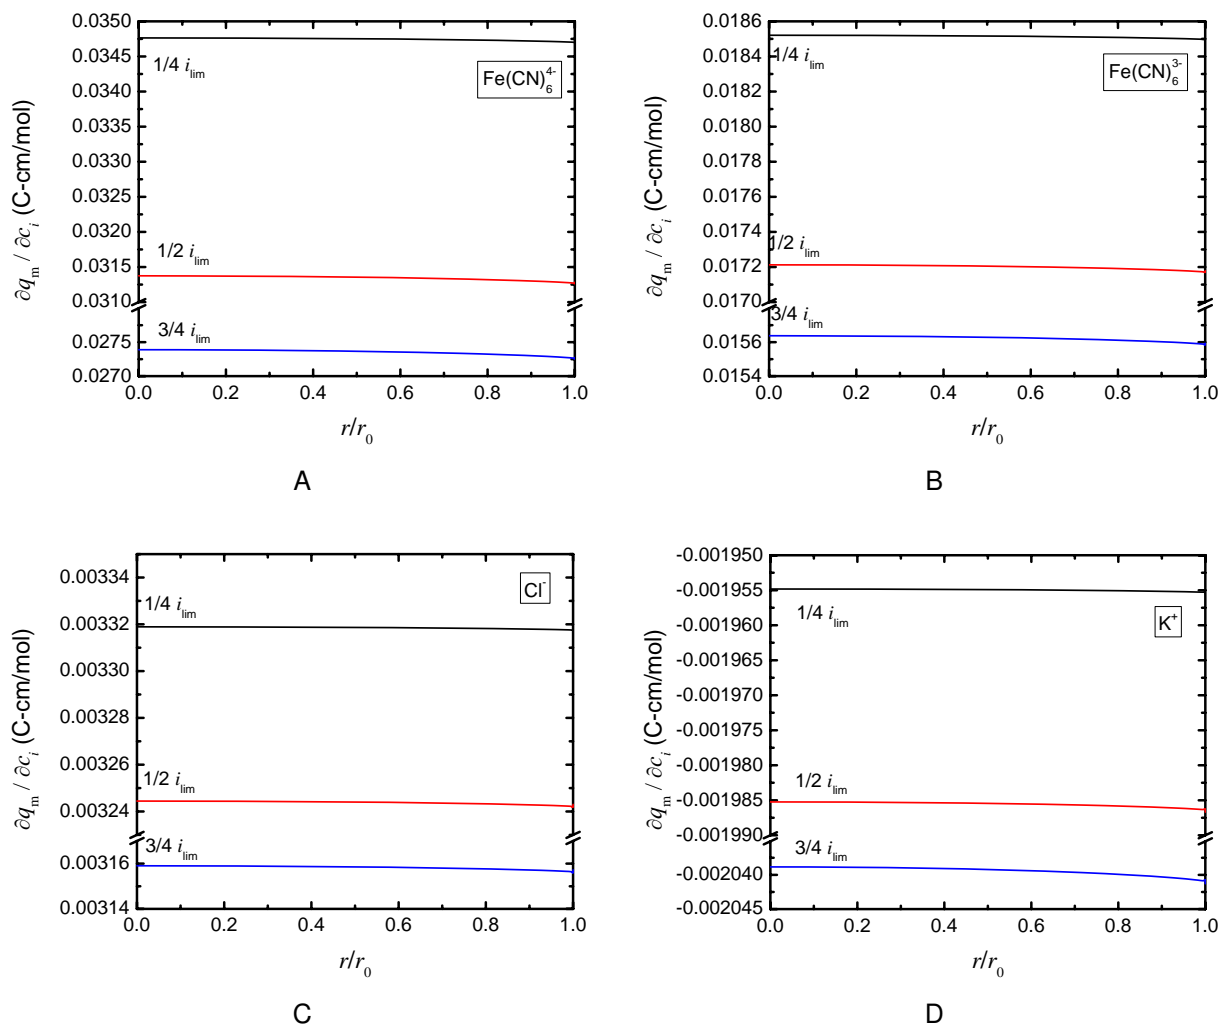 0.0350
0.0345
0.0340
0.0335
0.0330
0.0325
0.0320
0.0315
0.0310
0.0275
0.0270
∂q_m / ∂c_i (C-cm/mol)
1/4 i_lim
Fe(CN)_6^4-
1/2 i_lim
3/4 i_lim
0.0 0.2 0.4 0.6 0.8 1.0
r/r_0
A
0.0186
0.0184
0.0182
0.0180
0.0178
0.0176
0.0174
0.0172
0.0170
0.0156
0.0154
∂q_m / ∂c_i (C-cm/mol)
1/4 i_lim
Fe(CN)_6^3-
1/2 i_lim
3/4 i_lim
0.0 0.2 0.4 0.6 0.8 1.0
r/r_0
B
0.00334
0.00332
0.00330
0.00328
0.00326
0.00324
0.00316
0.00314
∂q_m / ∂c_i (C-cm/mol)
Cl^-
1/4 i_lim
1/2 i_lim
3/4 i_lim
0.0 0.2 0.4 0.6 0.8 1.0
r/r_0
C
-0.001950
-0.001955
-0.001960
-0.001965
-0.001970
-0.001975
-0.001980
-0.001985
-0.001990
-0.002040
-0.002045
∂q_m / ∂c_i (C-cm/mol)
1/4 i_lim
K^+
1/2 i_lim
3/4 i_lim
0.0 0.2 0.4 0.6 0.8 1.0
r/r_0
D